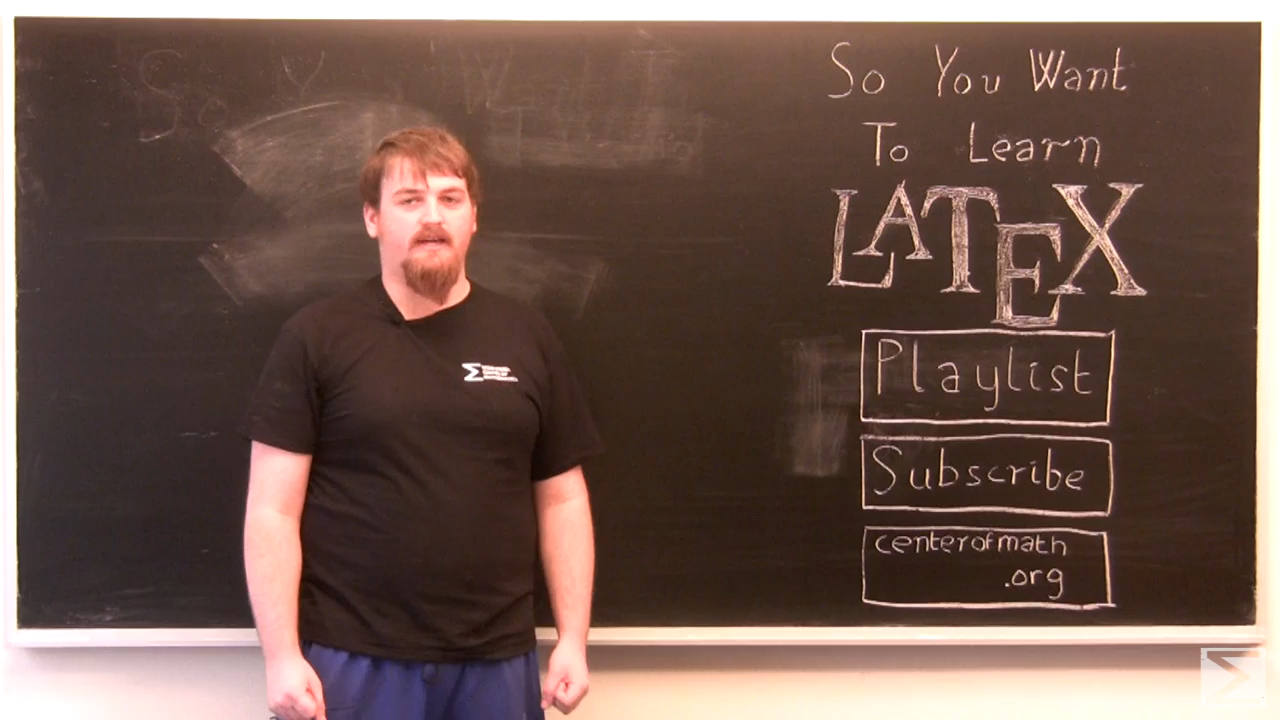 So You Want
To Learn
LATEX
Playlist
Subscribe
centerofmath
.org